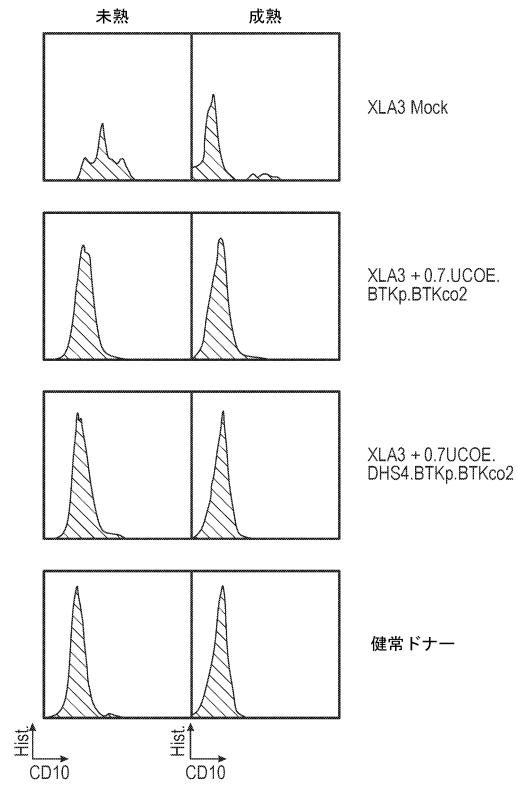 未熟 成熟
XLA3 Mock
XLA3 + 0.7.UCOE.
BTKp.BTKco2
XLA3 + 0.7UCOE.
DHS4.BTKp.BTKco2
健常ドナー
Hist. Hist.
CD10 CD10